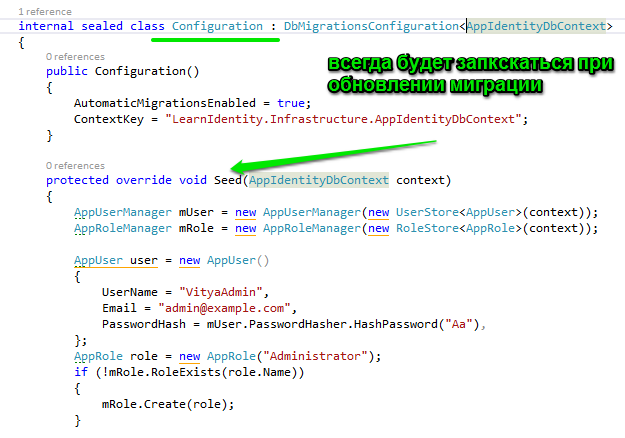 1 reference
internal sealed class Configuration : DbMigrationsConfiguration<AppIdentityDbContext>
{
0 references
public Configuration()
{
AutomaticMigrationsEnabled = true;
ContextKey = "LearnIdentity.Infrastructure.AppIdentityDbContext";
}
всегда будет запкскаться при
обновлении миграции
0 references
protected override void Seed(AppIdentityDbContext context)
{
AppUserManager mUser = new AppUserManager(new UserStore<AppUser>(context));
AppRoleManager mRole = new AppRoleManager(new RoleStore<AppRole>(context));
AppUser user = new AppUser()
{
UserName = "VityaAdmin",
Email = "admin@example.com",
PasswordHash = mUser.PasswordHasher.HashPassword("Aa"),
};
AppRole role = new AppRole("Administrator");
if (!mRole.RoleExists(role.Name))
{
mRole.Create(role);
}